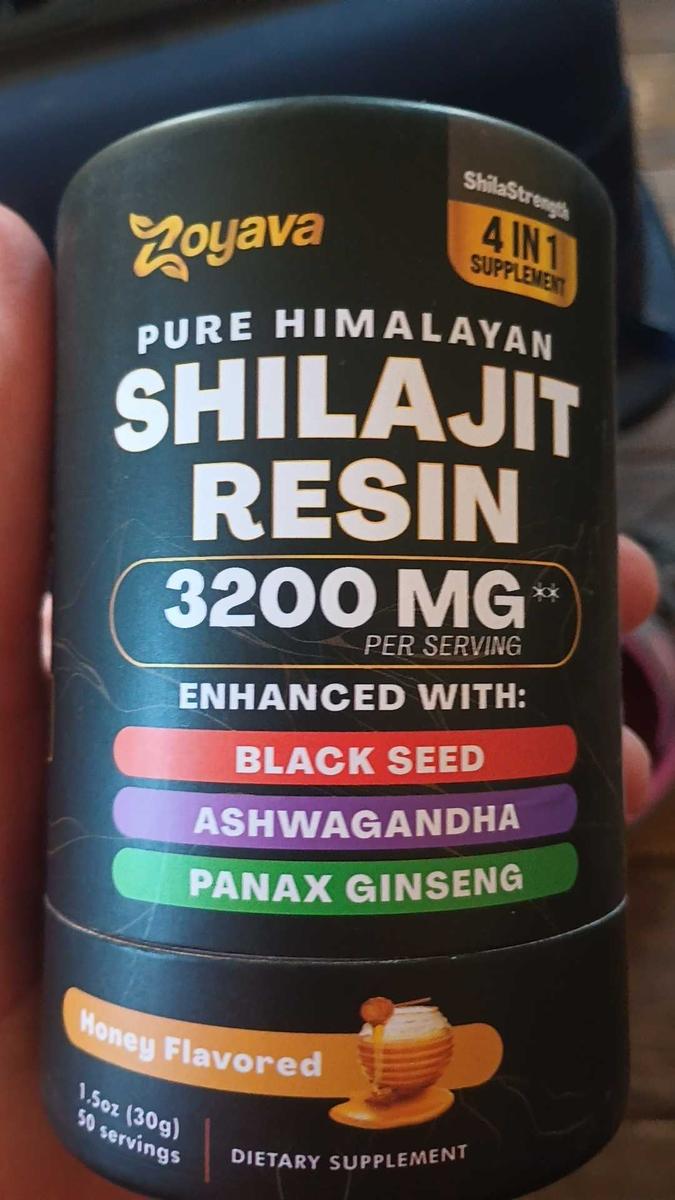 Zoyava
ShilaStrength
4 IN 1
SUPPLEMENT
PURE HIMALAYAN
SHILAJIT
RESIN
3200 MG**
PER SERVING
ENHANCED WITH:
BLACK SEED
ASHWAGANDHA
PANAX GINSENG
Honey Flavored
1.5oz (30g)
50 servings
DIETARY SUPPLEMENT